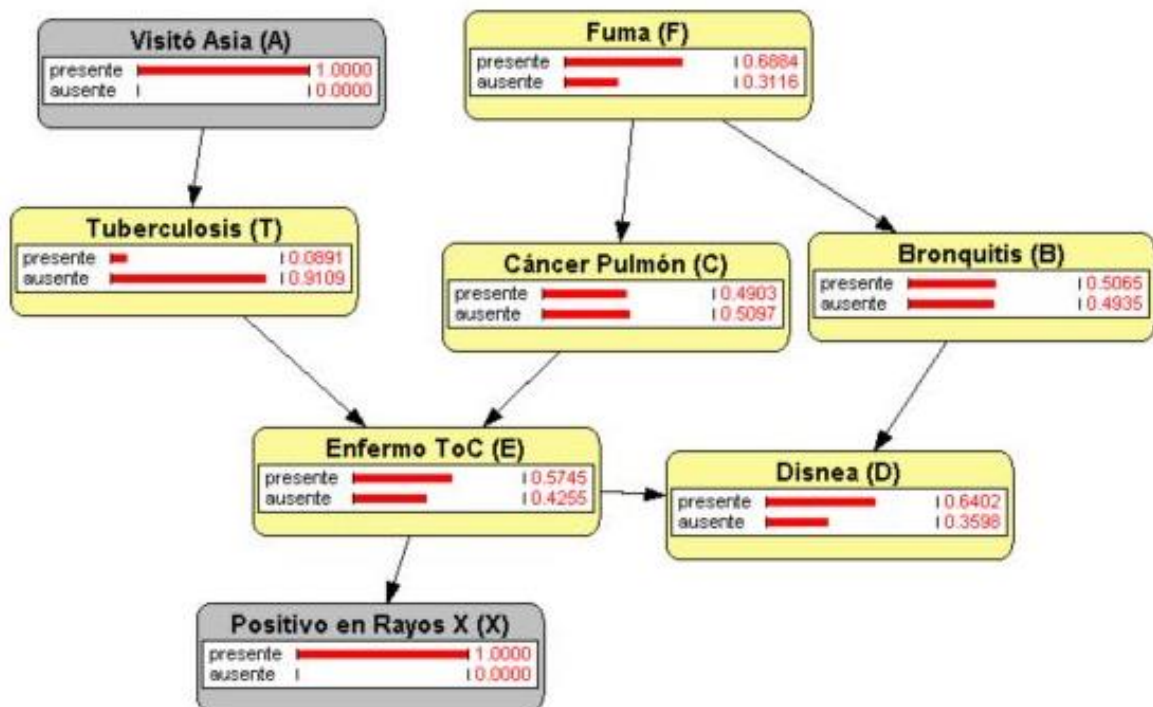 Visitó Asia (A)
presente 1.0000
ausente 0.0000
Fuma (F)
presente 0.6884
ausente 0.3116
Tuberculosis (T)
presente 0.0891
ausente 0.9109
Cáncer Pulmón (C)
presente 0.4903
ausente 0.5097
Bronquitis (B)
presente 0.5065
ausente 0.4935
Enfermo ToC (E)
presente 0.5745
ausente 0.4255
Disnea (D)
presente 0.6402
ausente 0.3598
Positivo en Rayos X (X)
presente 1.0000
ausente 0.0000